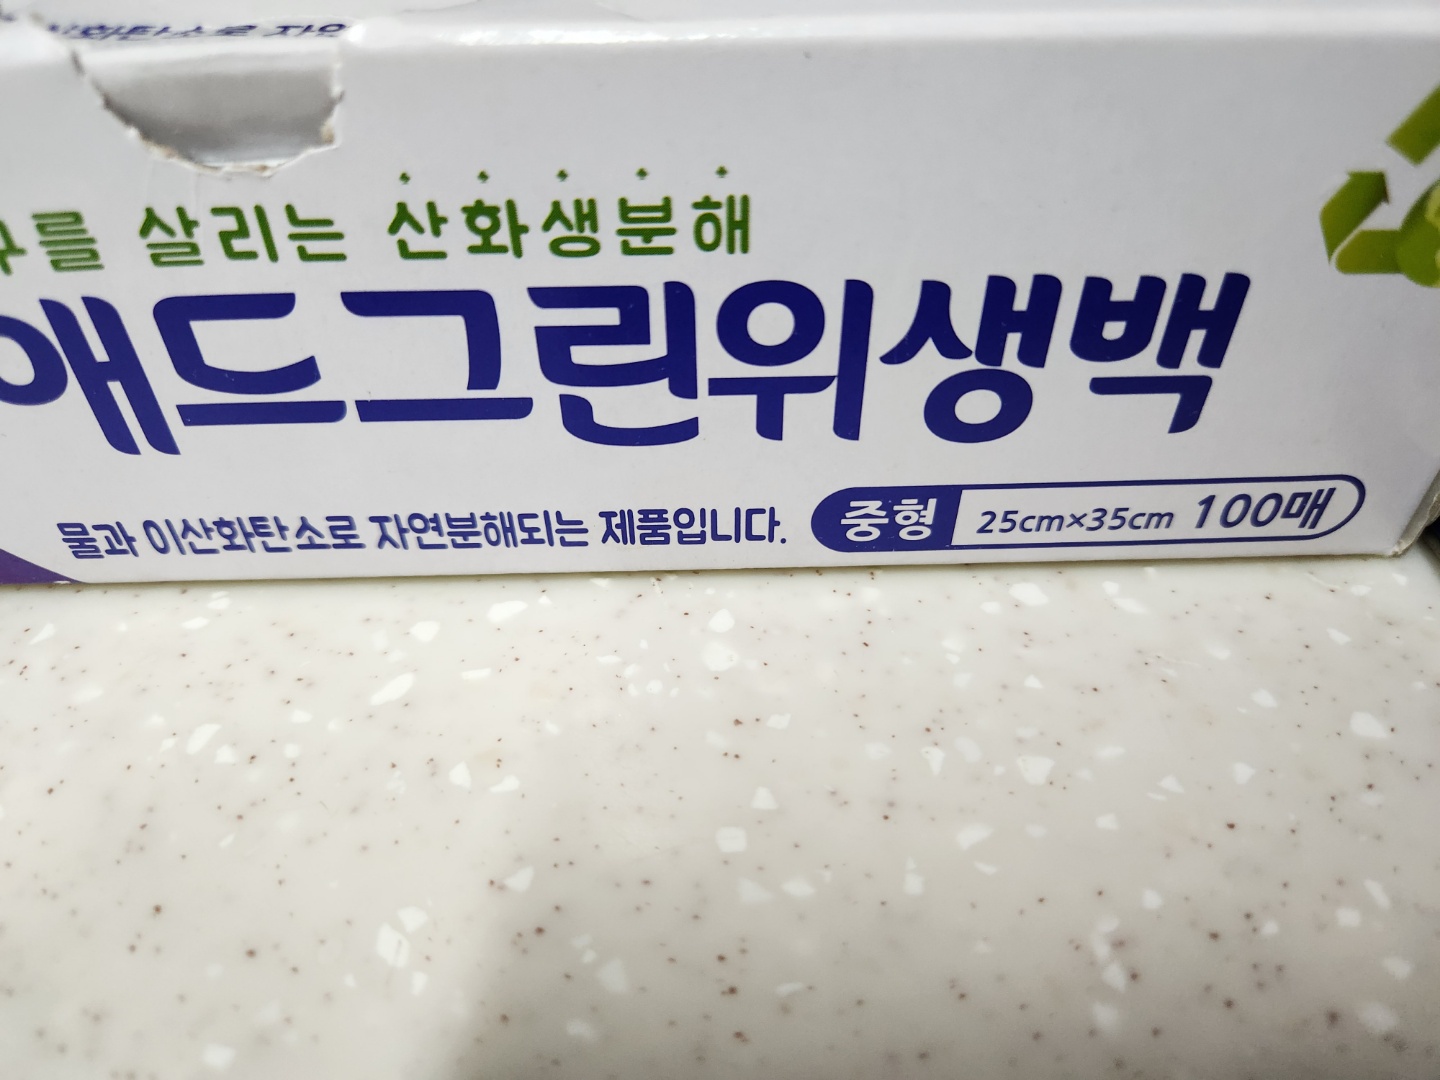 를 살리는 산화생분해
애드그린위생백
물과 이산화탄소로 자연분해되는 제품입니다.
중형 25cm×35cm 100매